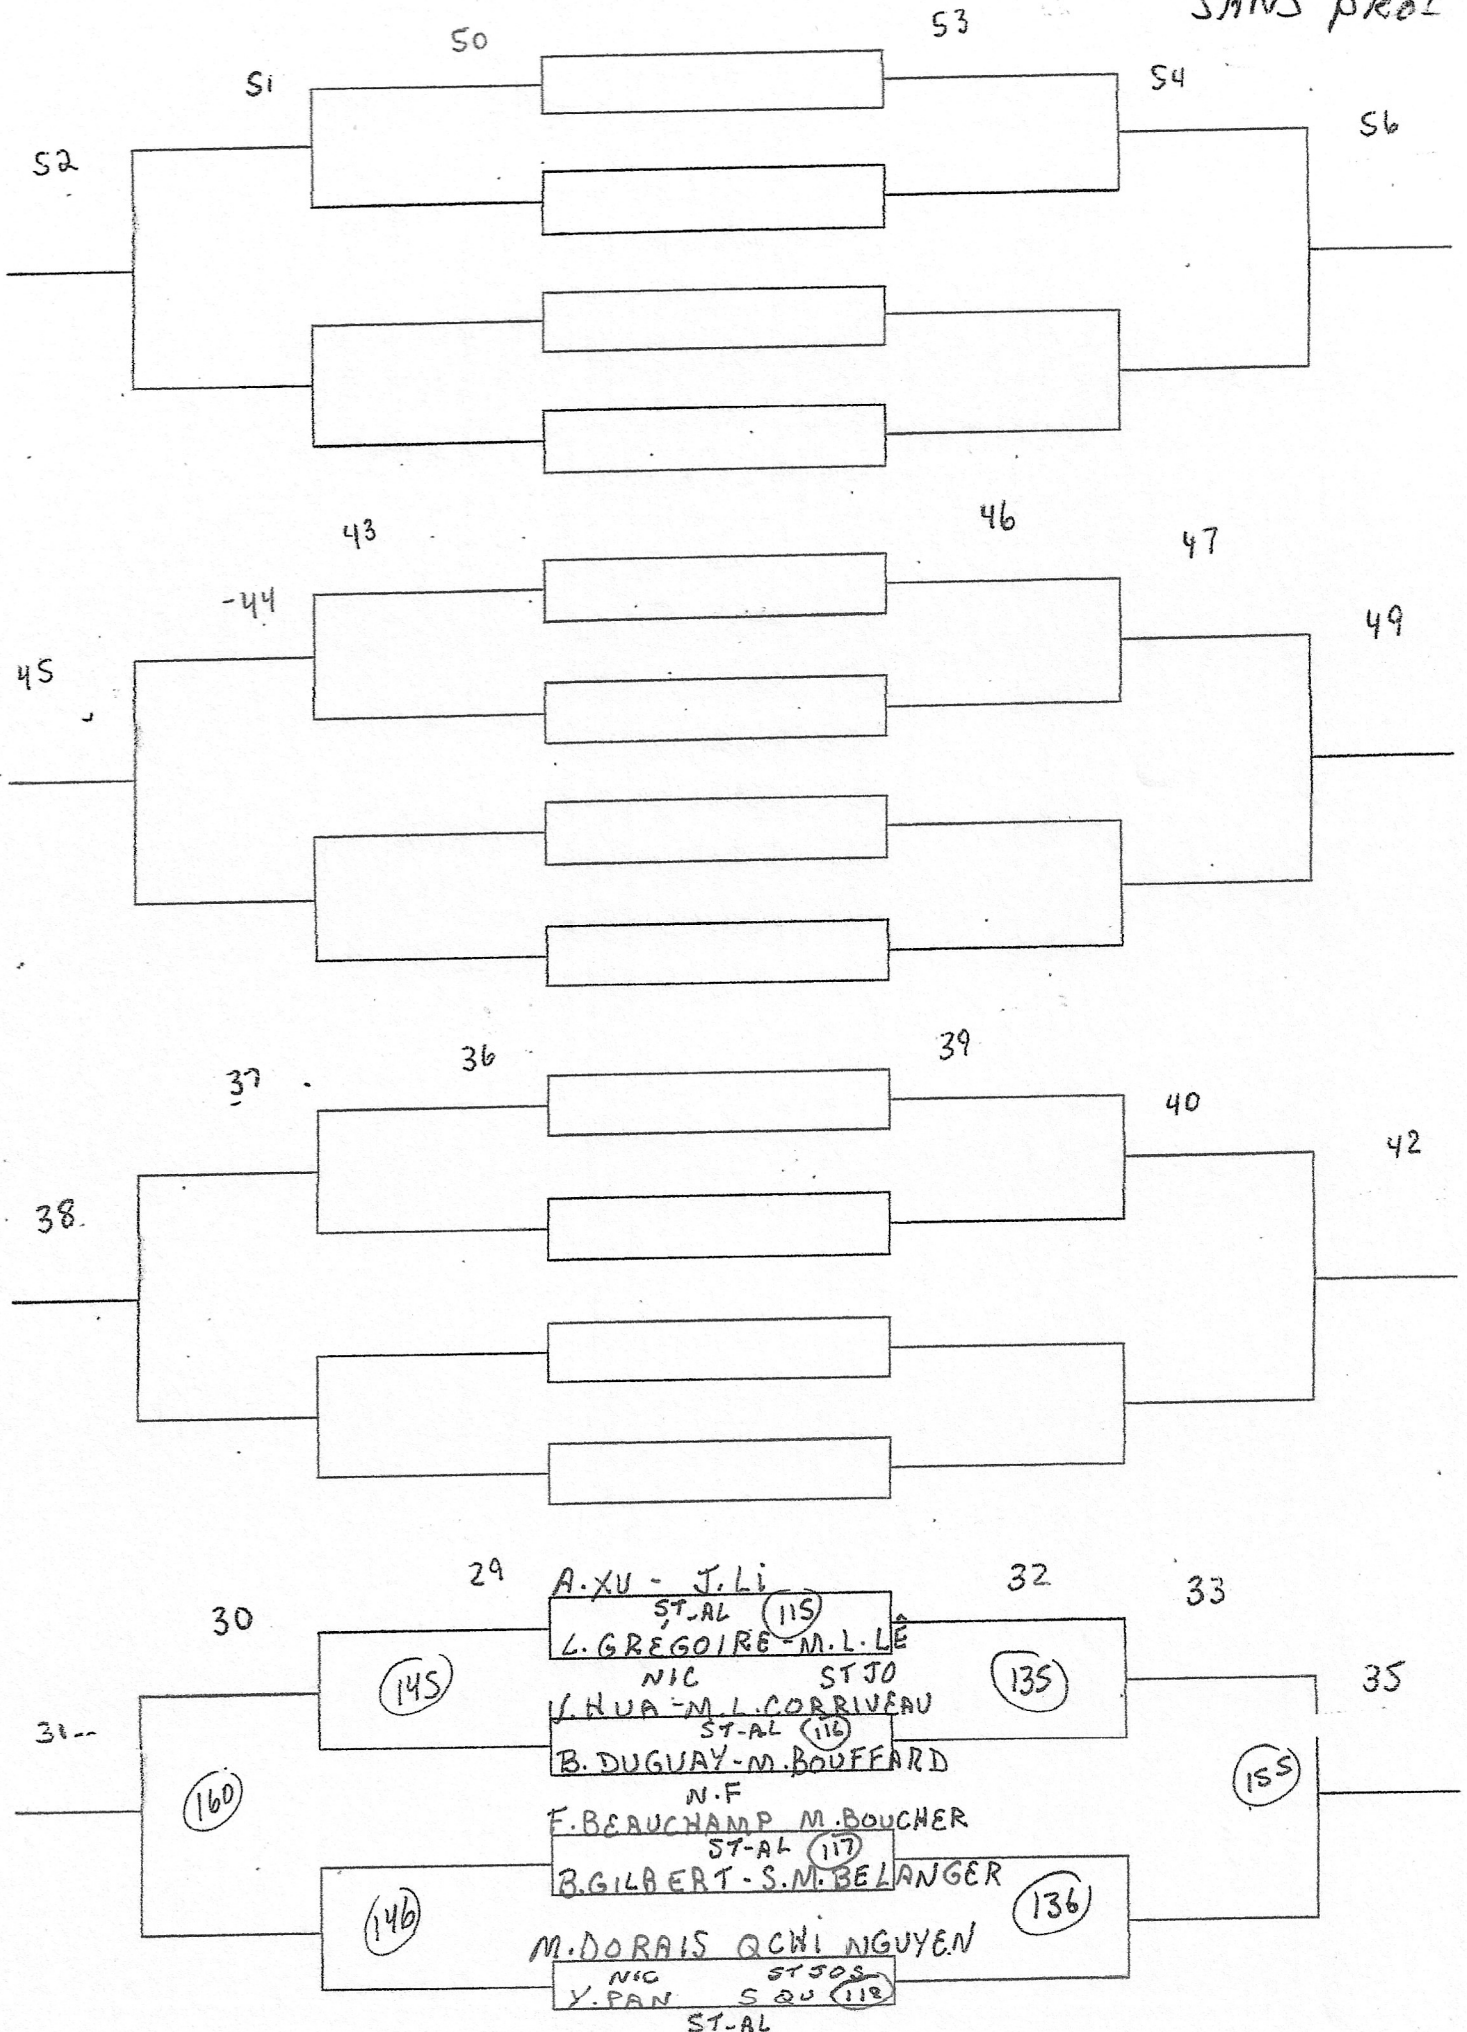 SANS
50
53
51
54
52
56
43
46
47
-44
49
45
36
39
37
40
42
38
29
A.XU - J.Li
32
33
30
ST-AL 115
L. GRÉGOIRE-M.L.LÊ
145
NIC ST JO
135
35
V.HUA-M.L.CORRIVEAU
31--
ST-AL 116
B. DUGUAY-M.BOUFFARD
155
160
N.F
F.BEAUCHAMP M.BOUCHER
ST-AL 117
B.GILBERT-S.M.BELANGER
136
146
M.DORAIS QCHI NGUYEN
NIC ST JOS
Y.PAN S QU 118
ST-AL